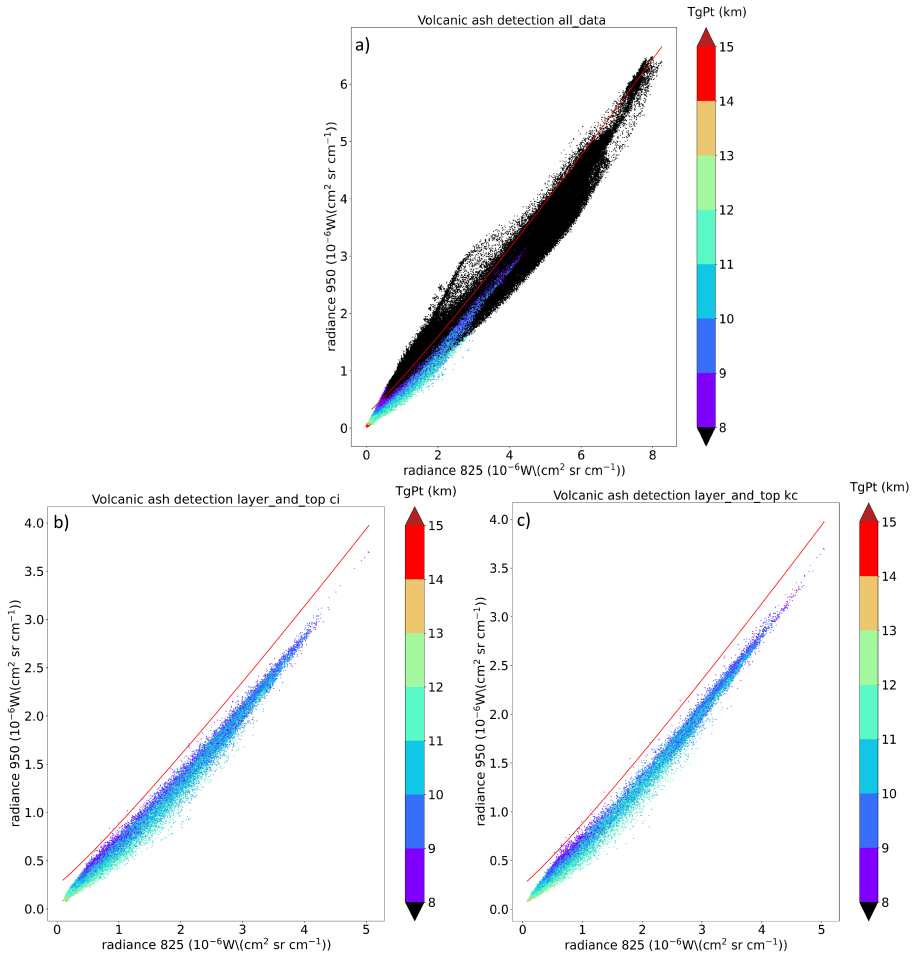 Volcanic ash detection all_data
TgPt (km)
a)
15
14
13
12
11
10
9
8
6
5
4
3
2
1
0
radiance 950 (10⁻⁶W\(cm² sr cm⁻¹))
0 2 4 6 8
radiance 825 (10⁻⁶W\(cm² sr cm⁻¹))
Volcanic ash detection layer_and_top ci
TgPt (km)
b)
15
14
13
12
11
10
9
8
4.0
3.5
3.0
2.5
2.0
1.5
1.0
0.5
0.0
radiance 950 (10⁻⁶W\(cm² sr cm⁻¹))
0 1 2 3 4 5
radiance 825 (10⁻⁶W\(cm² sr cm⁻¹))
Volcanic ash detection layer_and_top kc
TgPt (km)
c)
15
14
13
12
11
10
9
8
4.0
3.5
3.0
2.5
2.0
1.5
1.0
0.5
0.0
radiance 950 (10⁻⁶W\(cm² sr cm⁻¹))
0 1 2 3 4 5
radiance 825 (10⁻⁶W\(cm² sr cm⁻¹))